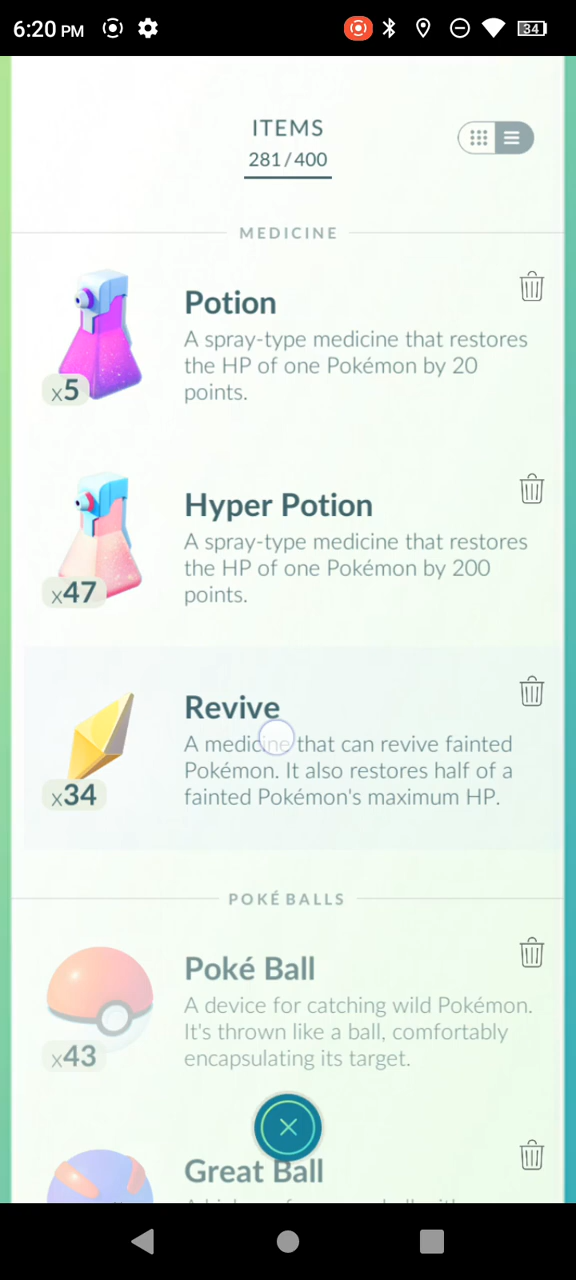 6:20 PM
34
ITEMS
281/400
MEDICINE
Potion
A spray-type medicine that restores
the HP of one Pokémon by 20
points.
x5
Hyper Potion
A spray-type medicine that restores
the HP of one Pokémon by 200
points.
x47
Revive
A medicine that can revive fainted
Pokémon. It also restores half of a
fainted Pokémon's maximum HP.
x34
POKÉ BALLS
Poké Ball
A device for catching wild Pokémon.
It's thrown like a ball, comfortably
encapsulating its target.
x43
Great Ball